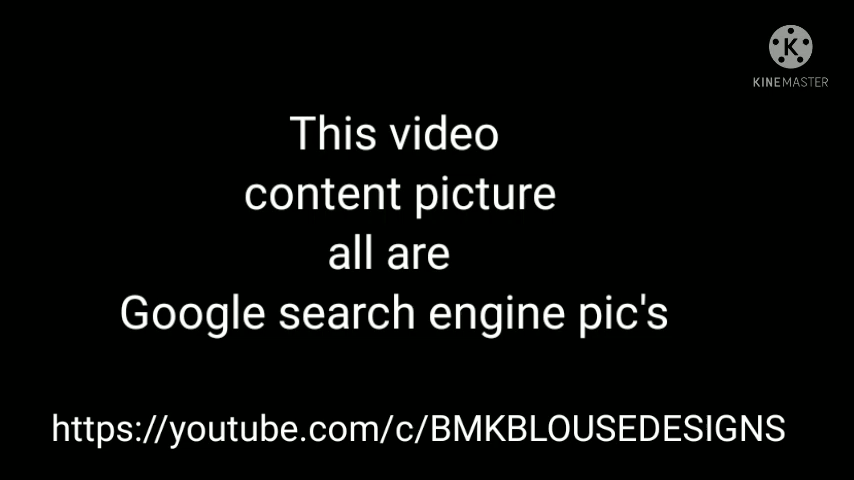 K
KINEMASTER
This video
content picture
all are
Google search engine pic's
https://youtube.com/c/BMKBLOUSEDESIGNS